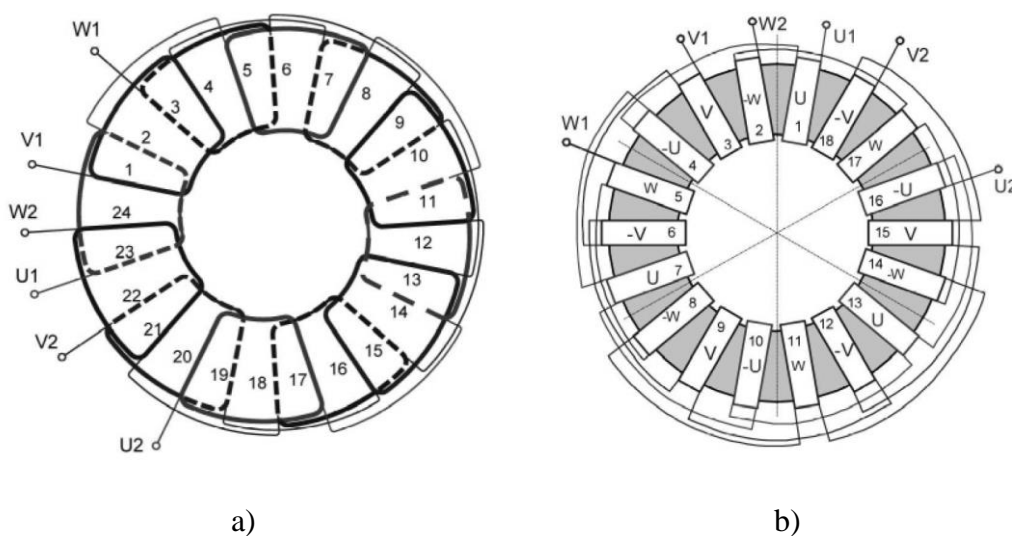 W1
V1
W2
U1
V2
U2
1
2
3
4
5
6
7
8
9
10
11
12
13
14
15
16
17
18
19
20
21
22
23
24
a)
W1
V1
W2
U1
V2
U2
U 1
-W 2
V 3
-U 4
W 5
-V 6
U 7
-W 8
V 9
-U 10
W 11
-V 12
U 13
-W 14
V 15
-U 16
W 17
-V 18
b)